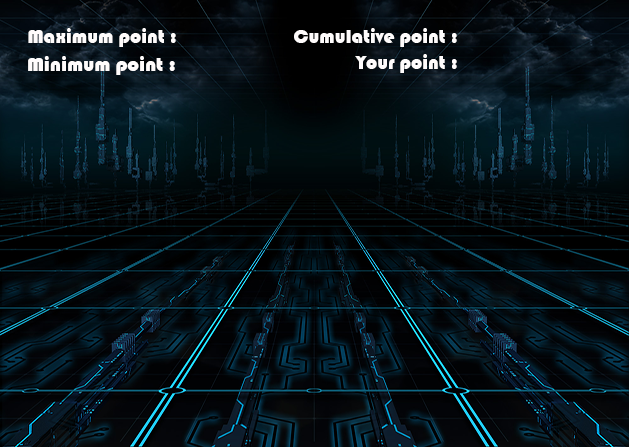 Maximum point :
Minimum point :
Cumulative point :
Your point :